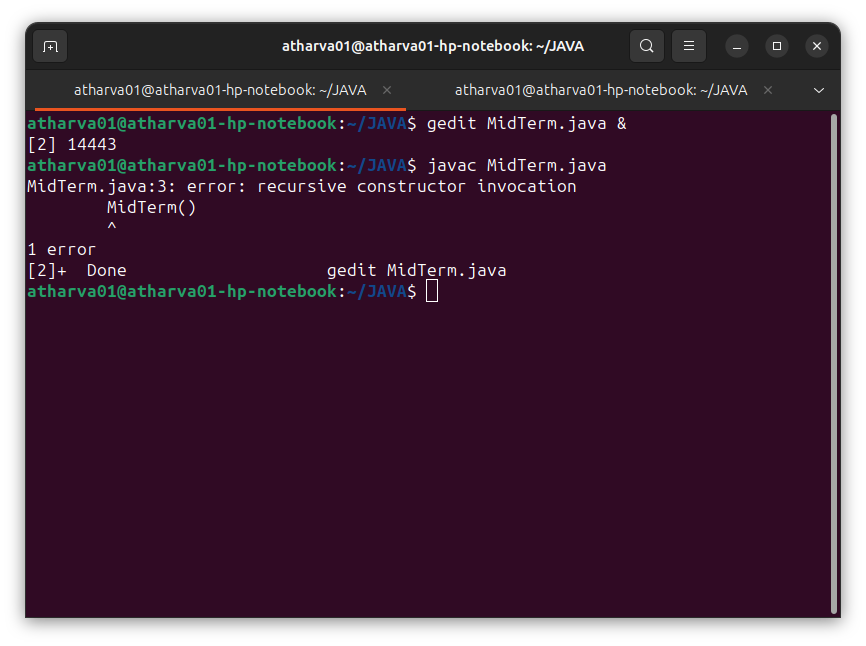 atharva01@atharva01-hp-notebook: ~/JAVA
atharva01@atharva01-hp-notebook: ~/JAVA
atharva01@atharva01-hp-notebook: ~/JAVA
atharva01@atharva01-hp-notebook:~/JAVA$ gedit MidTerm.java &
[2] 14443
atharva01@atharva01-hp-notebook:~/JAVA$ javac MidTerm.java
MidTerm.java:3: error: recursive constructor invocation
        MidTerm()
        ^
1 error
[2]+  Done                    gedit MidTerm.java
atharva01@atharva01-hp-notebook:~/JAVA$